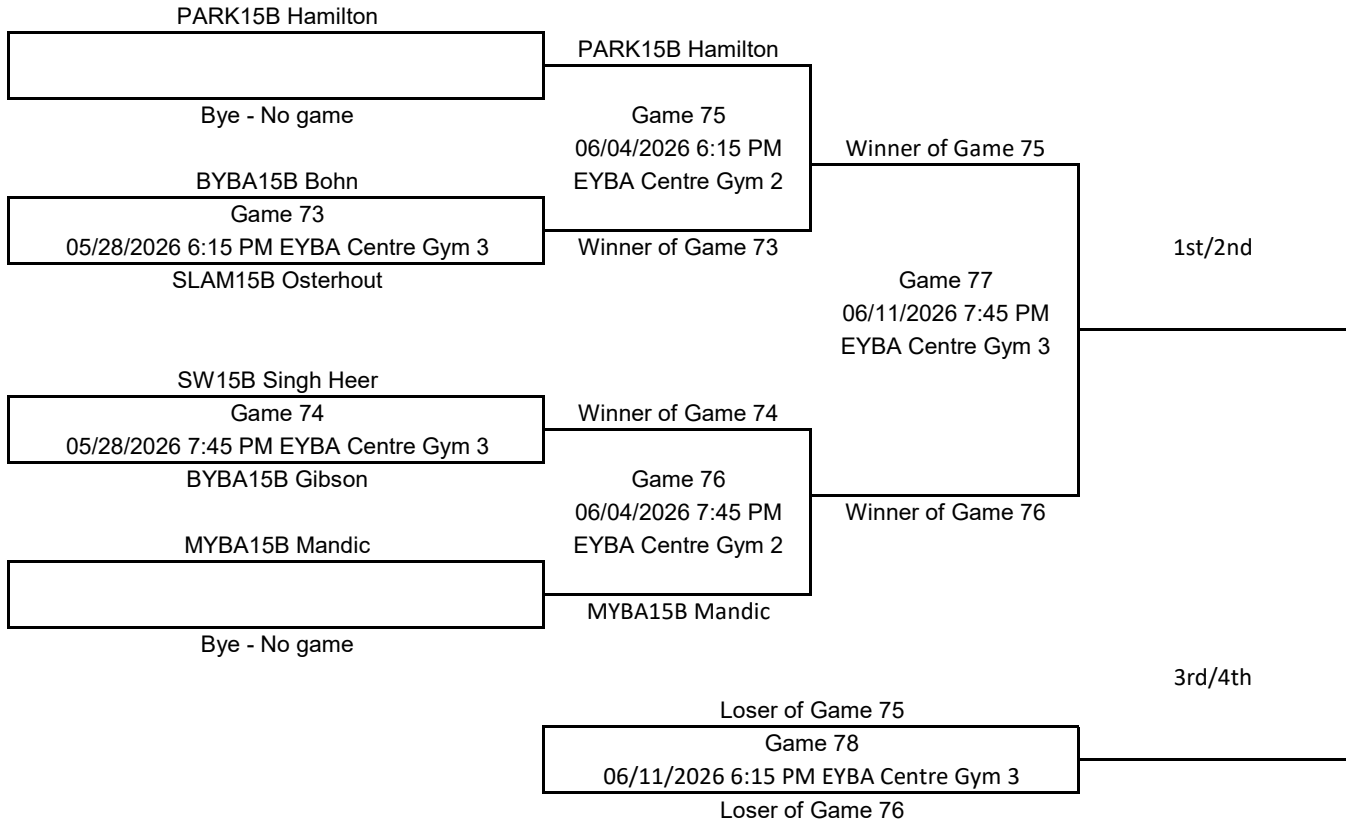 PARK15B Hamilton
Bye - No game
BYBA15B Bohn
Game 73
05/28/2026 6:15 PM EYBA Centre Gym 3
SLAM15B Osterhout
SW15B Singh Heer
Game 74
05/28/2026 7:45 PM EYBA Centre Gym 3
BYBA15B Gibson
MYBA15B Mandic
Bye - No game
PARK15B Hamilton
Game 75
06/04/2026 6:15 PM
EYBA Centre Gym 2
Winner of Game 73
Winner of Game 74
Game 76
06/04/2026 7:45 PM
EYBA Centre Gym 2
MYBA15B Mandic
Winner of Game 75
Game 77
06/11/2026 7:45 PM
EYBA Centre Gym 3
Winner of Game 76
1st/2nd
Loser of Game 75
Game 78
06/11/2026 6:15 PM EYBA Centre Gym 3
Loser of Game 76
3rd/4th